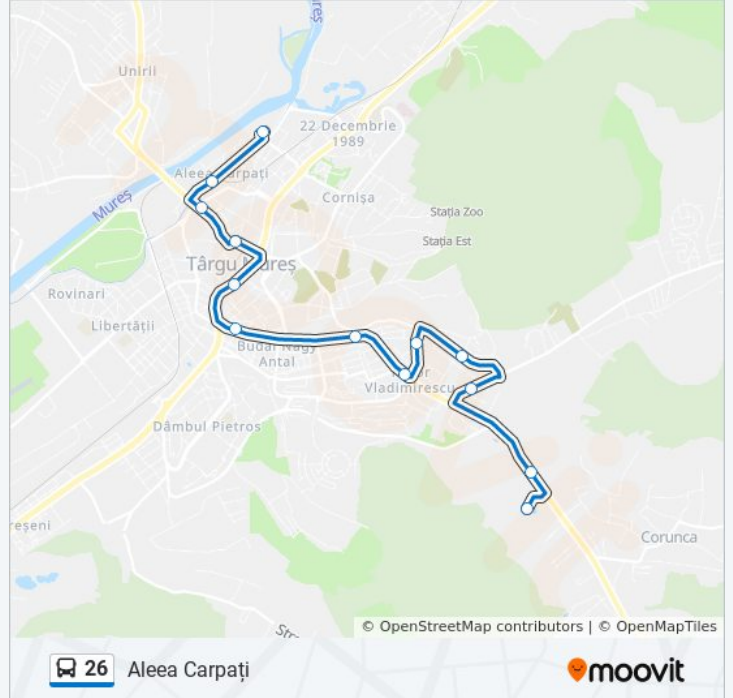 Mureș
Unirii
22 Decembrie
1989
Aleea Carpați
Cornișa
Mureș
Stația Zoo
Stația Est
Târgu Mureș
Rovinari
Libertății
Budai Nagy
Antal
Vladimirescu
Dâmbul Pietros
Corunca
© OpenStreetMap contributors | © OpenMapTiles
26 Aleea Carpați
moovit